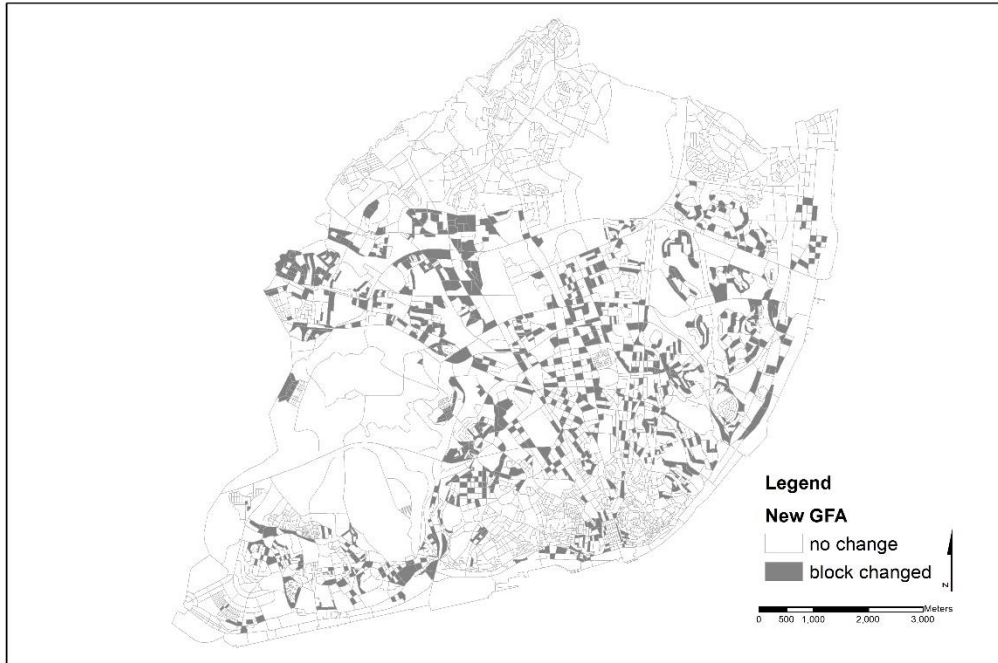 Legend
New GFA
no change
block changed
N
Meters
0 500 1,000 2,000 3,000